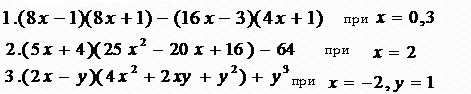 1.(8x − 1)(8x + 1) − (16x − 3)(4x + 1) при x = 0,3
2.(5x + 4)(25x² − 20x + 16) − 64 при x = 2
3.(2x − y)(4x² + 2xy + y²) + y³ при x = −2, y = 1